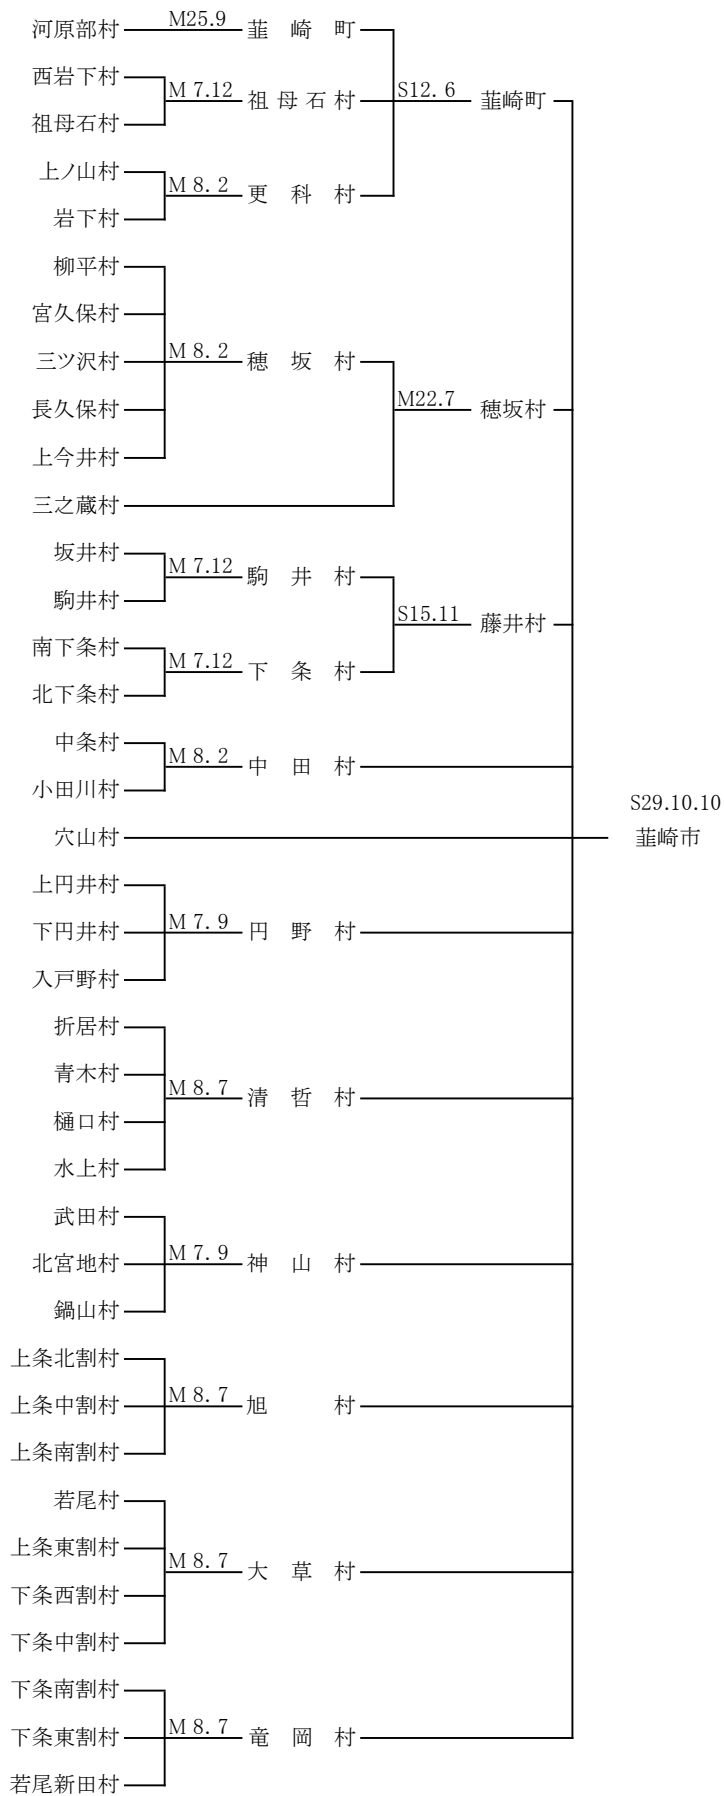 河原部村 M25.9 韮崎町
西岩下村
M 7.12 祖母石村 S12. 6 韮崎町
祖母石村
上ノ山村
M 8. 2 更科村
岩下村
柳平村
宮久保村
三ツ沢村 M 8. 2 穂坂村
長久保村 M22.7 穂坂村
上今井村
三之蔵村
坂井村
M 7.12 駒井村
駒井村
S15.11 藤井村
南下条村
M 7.12 下条村
北下条村
中条村
M 8. 2 中田村
小田川村
S29.10.10
穴山村 韮崎市
上円井村
下円井村 M 7. 9 円野村
入戸野村
折居村
青木村
M 8. 7 清哲村
樋口村
水上村
武田村
北宮地村 M 7. 9 神山村
鍋山村
上条北割村
上条中割村 M 8. 7 旭村
上条南割村
若尾村
上条東割村
M 8. 7 大草村
下条西割村
下条中割村
下条南割村
下条東割村 M 8. 7 竜岡村
若尾新田村